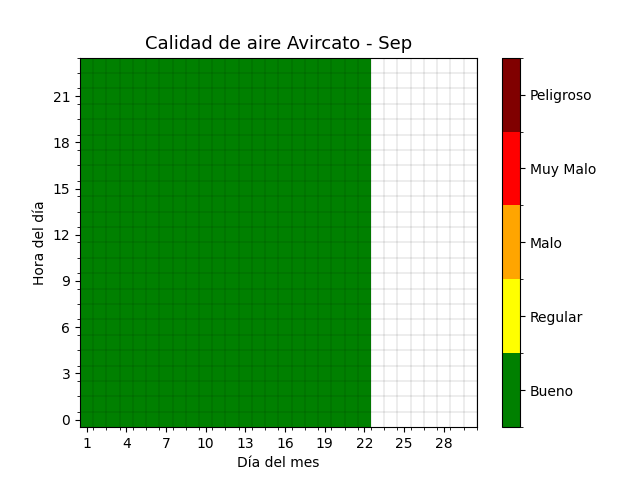 Calidad de aire Avircato - Sep
Hora del día
21
18
15
12
9
6
3
0
1 4 7 10 13 16 19 22 25 28
Día del mes
Peligroso
Muy Malo
Malo
Regular
Bueno